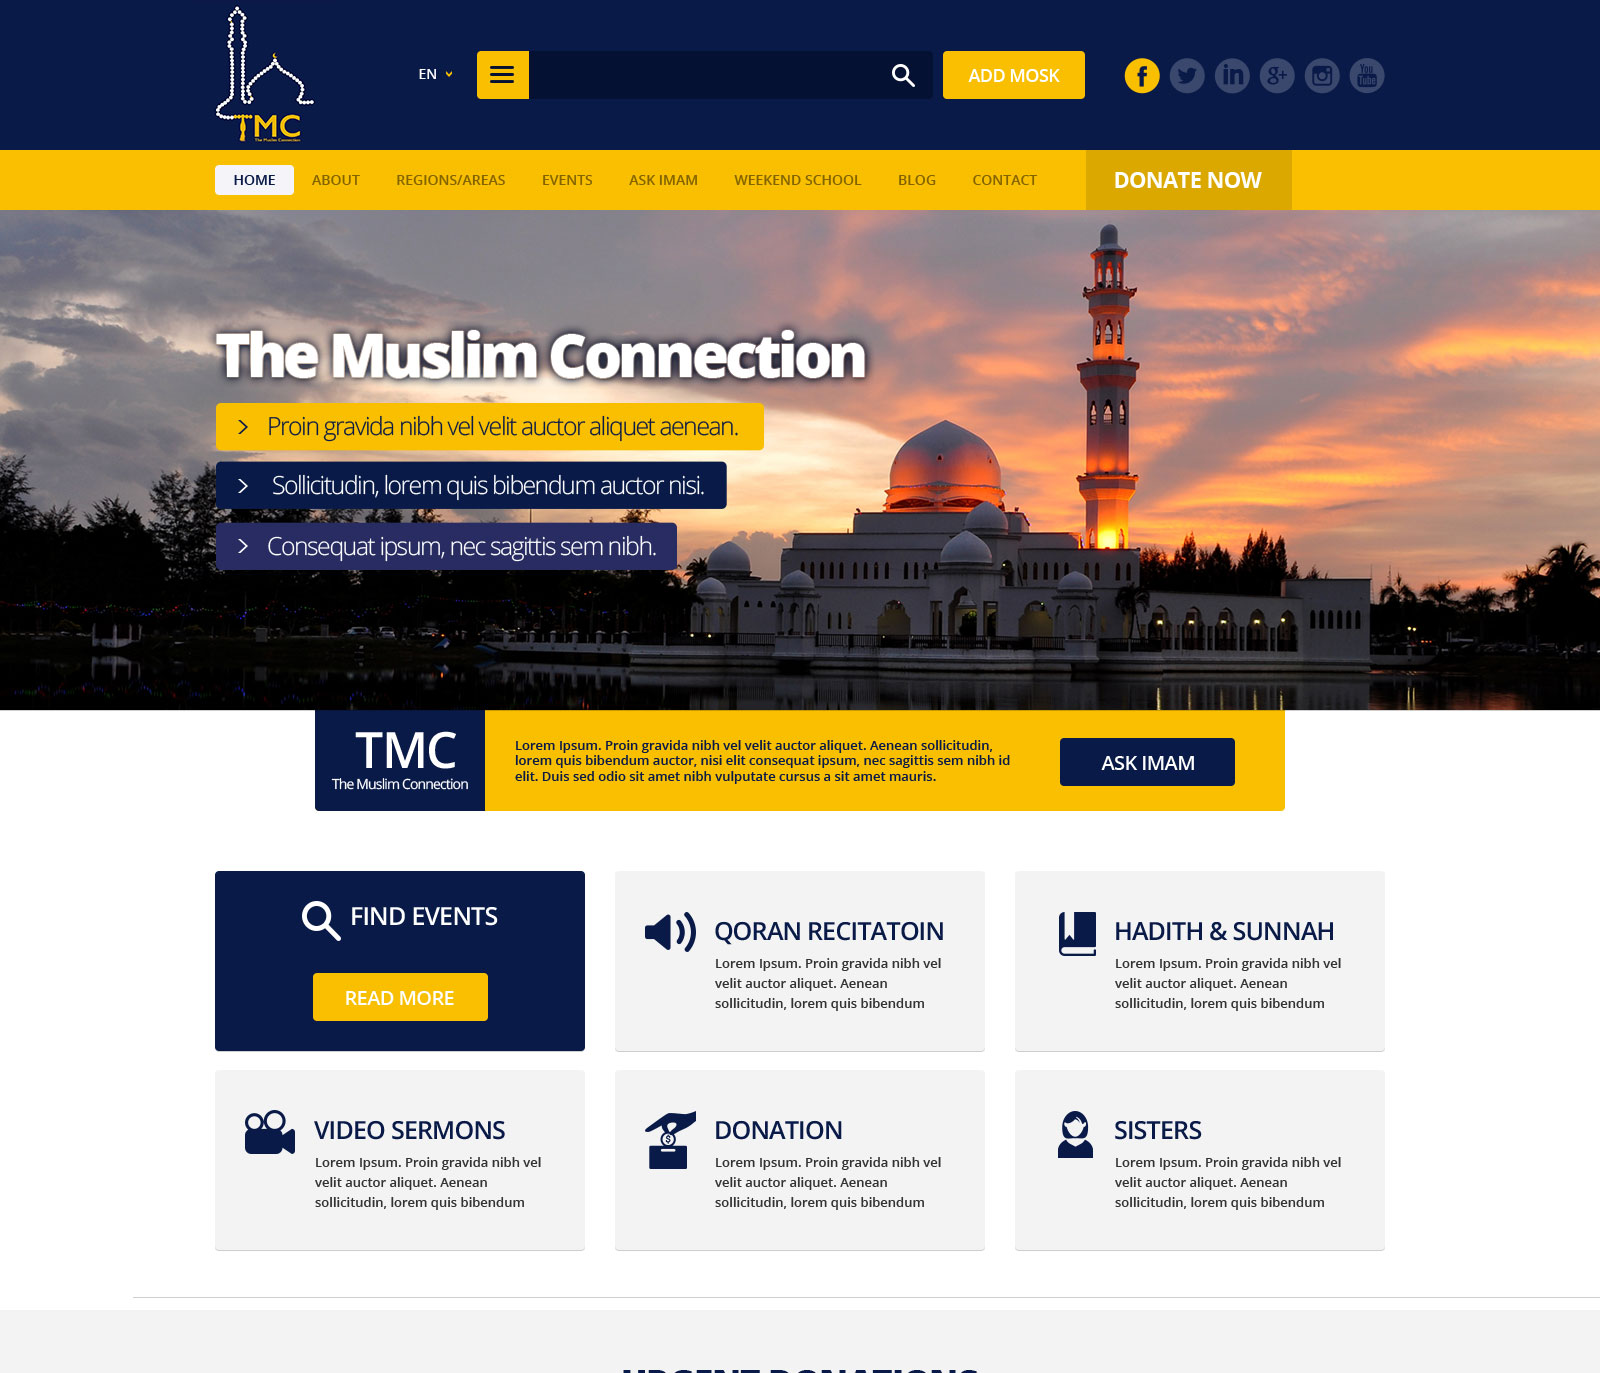 TMC
The Muslim Connection
EN
ADD MOSK
You
Tube
HOME
ABOUT
REGIONS/AREAS
EVENTS
ASK IMAM
WEEKEND SCHOOL
BLOG
CONTACT
DONATE NOW
The Muslim Connection
Proin gravida nibh vel velit auctor aliquet aenean.
Sollicitudin, lorem quis bibendum auctor nisi.
Consequat ipsum, nec sagittis sem nibh.
TMC
The Muslim Connection
Lorem Ipsum. Proin gravida nibh vel velit auctor aliquet. Aenean sollicitudin,
lorem quis bibendum auctor, nisi elit consequat ipsum, nec sagittis sem nibh id
elit. Duis sed odio sit amet nibh vulputate cursus a sit amet mauris.
ASK IMAM
FIND EVENTS
READ MORE
QORAN RECITATOIN
Lorem Ipsum. Proin gravida nibh vel
velit auctor aliquet. Aenean
sollicitudin, lorem quis bibendum
HADITH & SUNNAH
Lorem Ipsum. Proin gravida nibh vel
velit auctor aliquet. Aenean
sollicitudin, lorem quis bibendum
VIDEO SERMONS
Lorem Ipsum. Proin gravida nibh vel
velit auctor aliquet. Aenean
sollicitudin, lorem quis bibendum
DONATION
Lorem Ipsum. Proin gravida nibh vel
velit auctor aliquet. Aenean
sollicitudin, lorem quis bibendum
SISTERS
Lorem Ipsum. Proin gravida nibh vel
velit auctor aliquet. Aenean
sollicitudin, lorem quis bibendum
URGENT DONATIONS